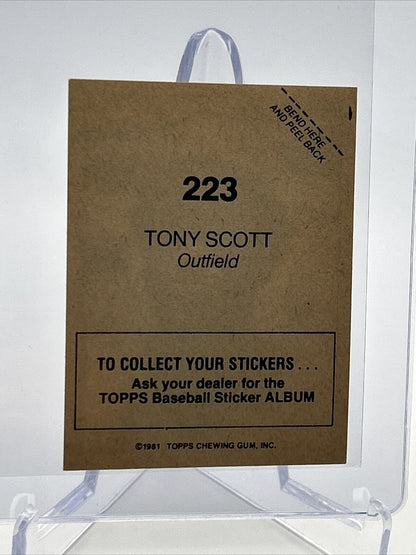 BEND HERE
AND PEEL BACK
223
TONY SCOTT
Outfield
TO COLLECT YOUR STICKERS . . .
Ask your dealer for the
TOPPS Baseball Sticker ALBUM
©1981 TOPPS CHEWING GUM, INC.